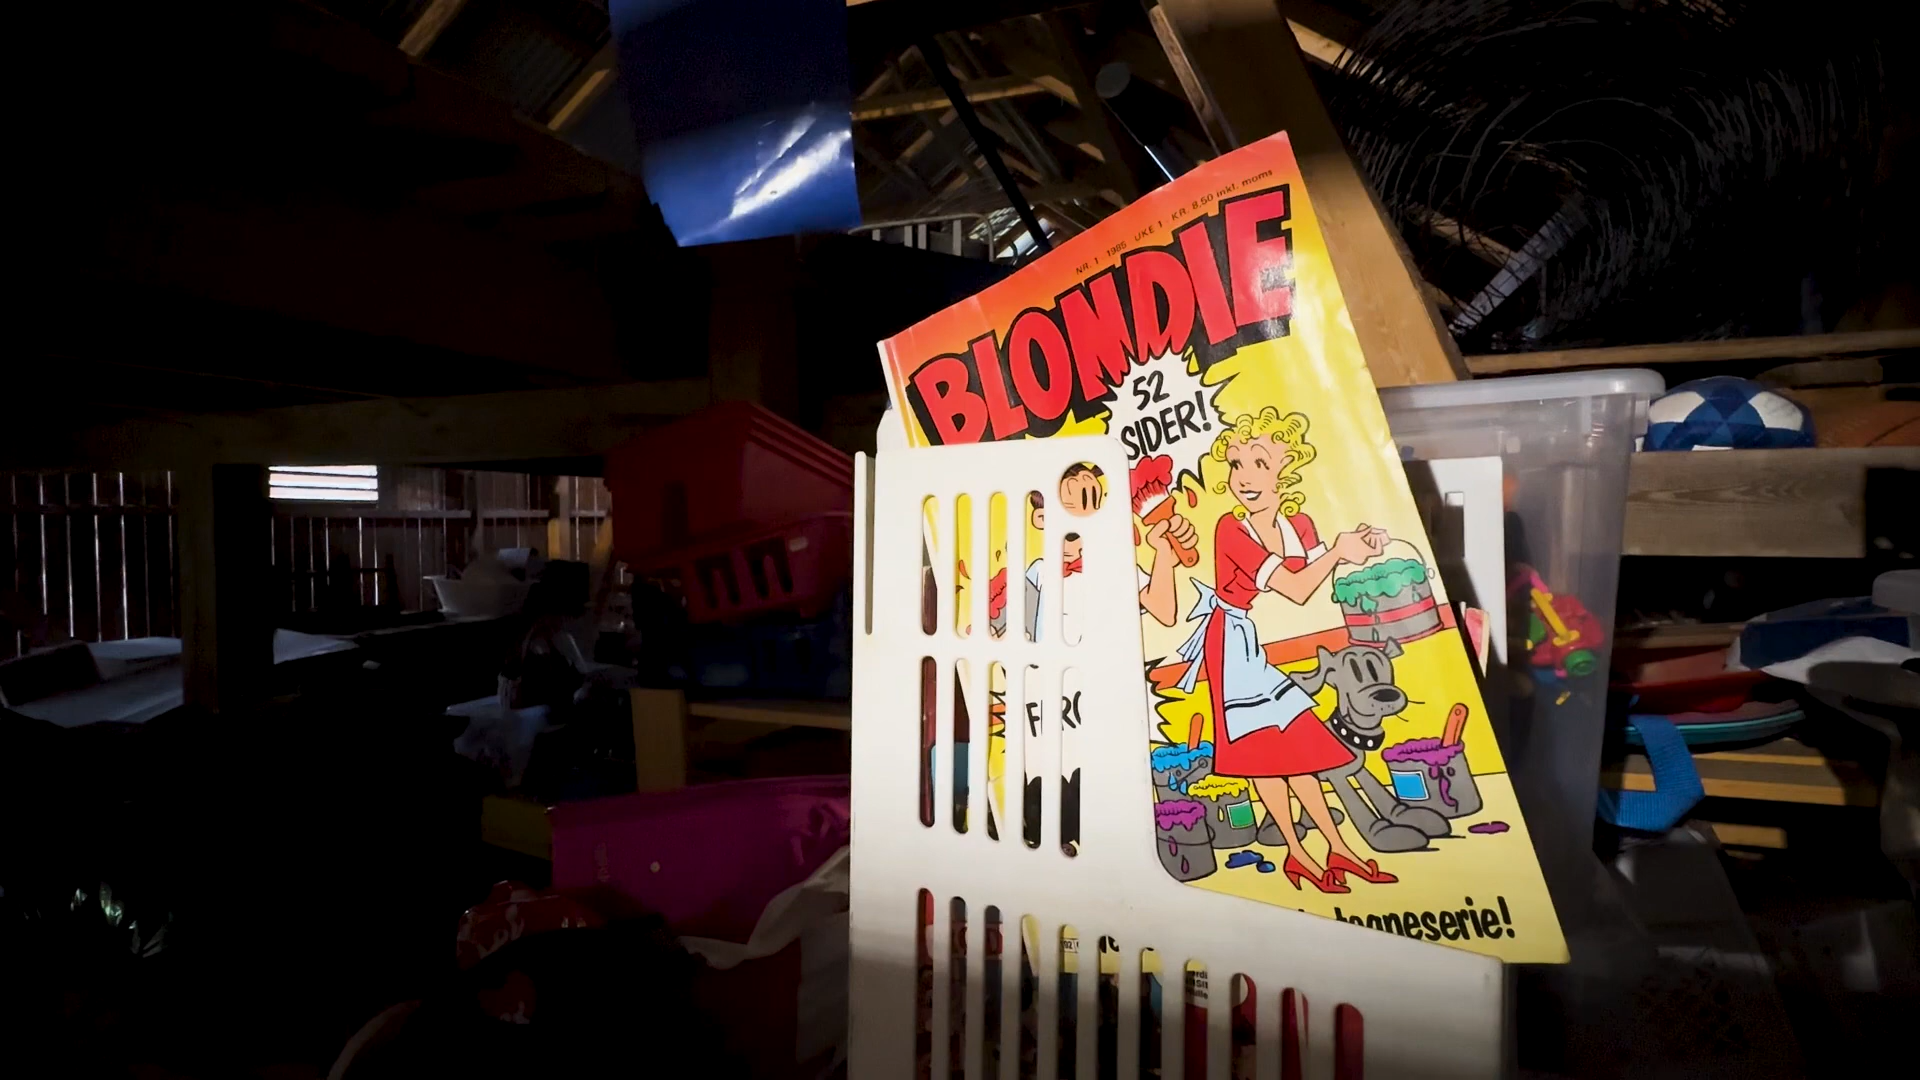 NR. 1 - 1985 UKE 1 - KR. 8,50 inkl. moms
BLONDIE
52
SIDER!
tegneserie!